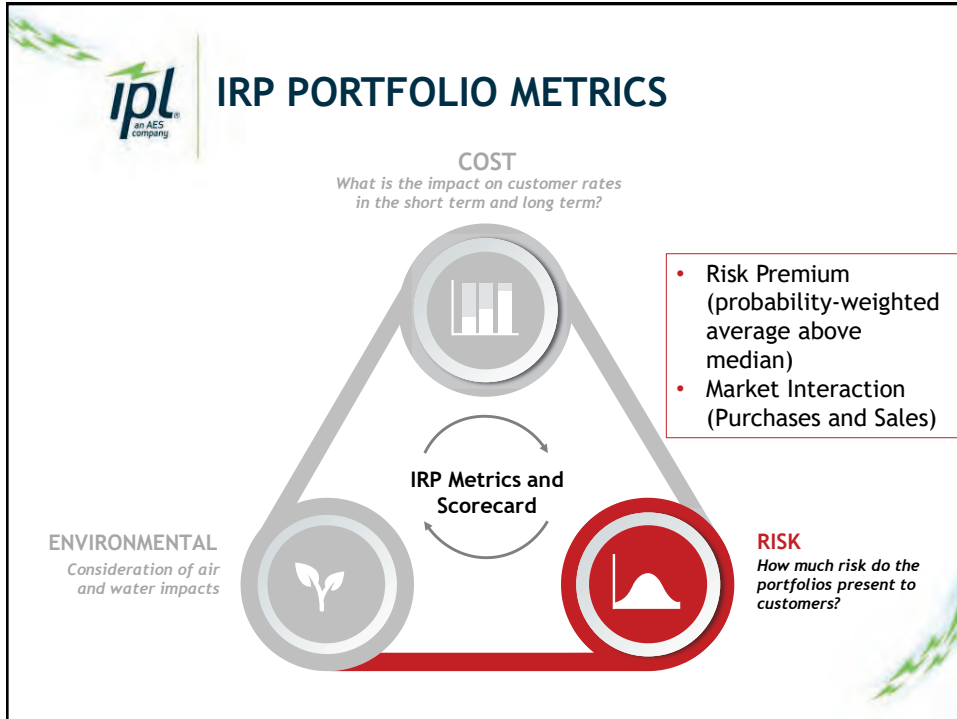 ipl®
an AES
company
IRP PORTFOLIO METRICS
COST
What is the impact on customer rates
in the short term and long term?
• Risk Premium
(probability-weighted
average above
median)
• Market Interaction
(Purchases and Sales)
IRP Metrics and
Scorecard
ENVIRONMENTAL
Consideration of air
and water impacts
RISK
How much risk do the
portfolios present to
customers?